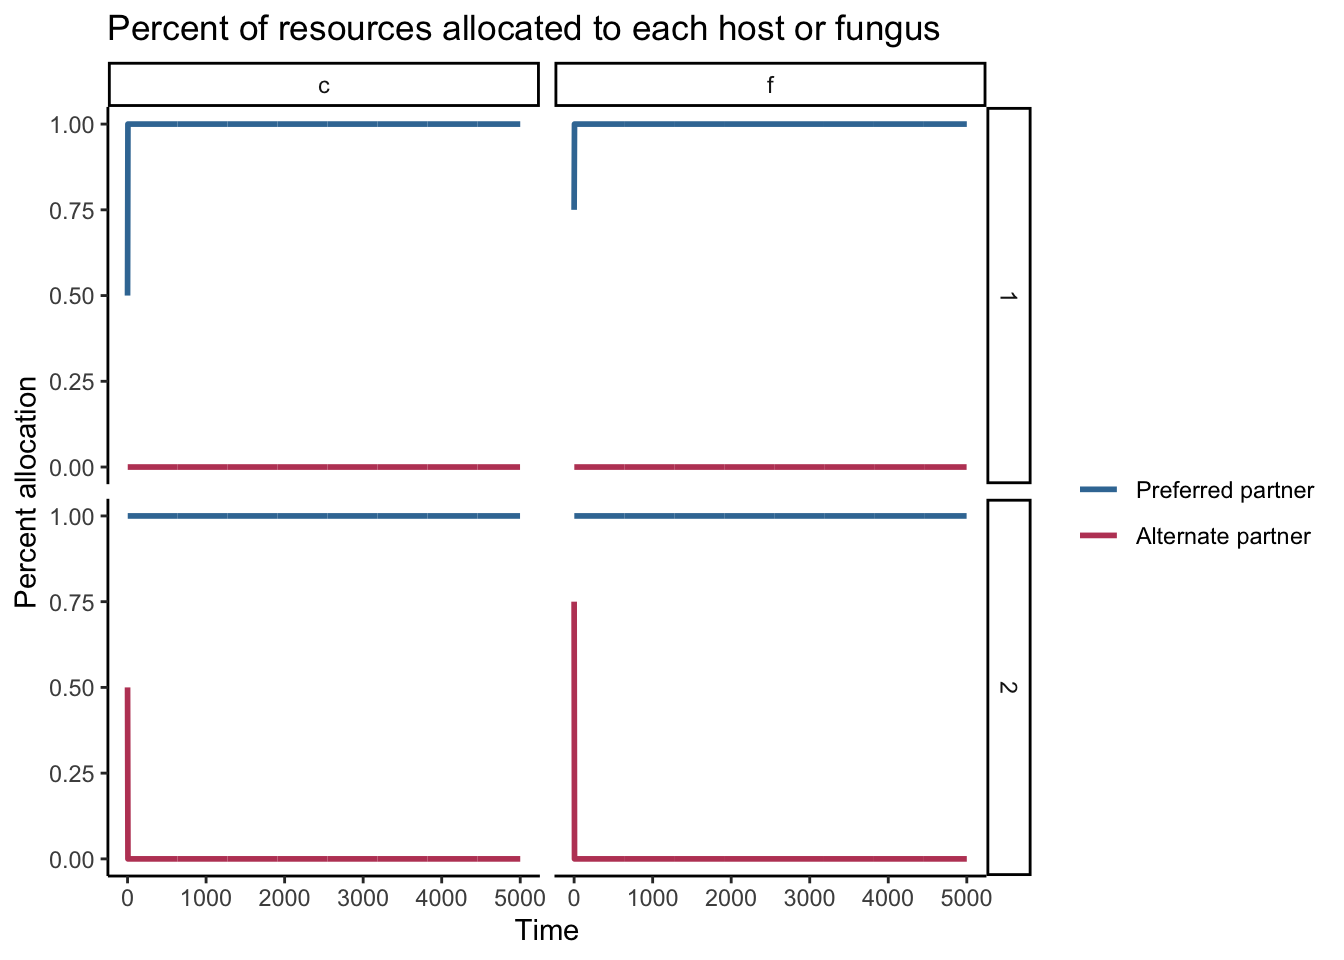 Percent of resources allocated to each host or fungus
c
f
1.00
0.75
0.50
0.25
0.00
1
1.00
0.75
0.50
0.25
0.00
2
Percent allocation
0 1000 2000 3000 4000 5000
0 1000 2000 3000 4000 5000
Time
Preferred partner
Alternate partner